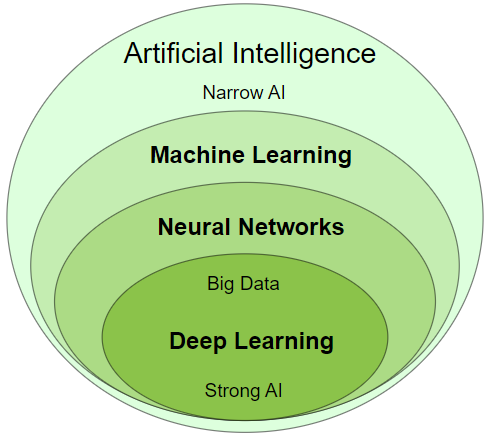 Artificial Intelligence
Narrow AI
Machine Learning
Neural Networks
Big Data
Deep Learning
Strong AI